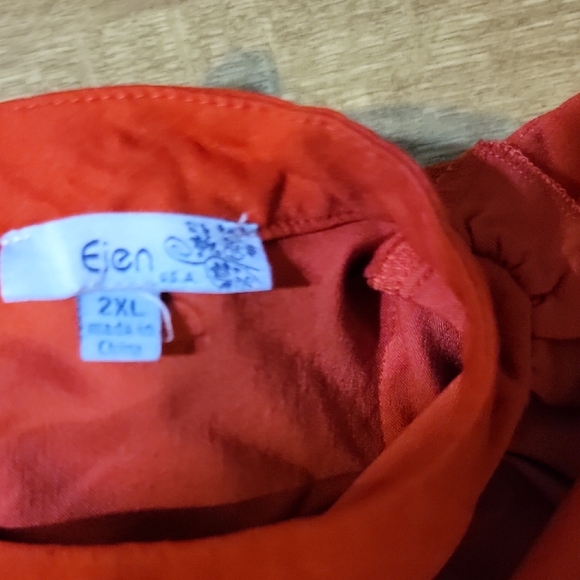 Ejen
U.S.A.
2XL
made in
China